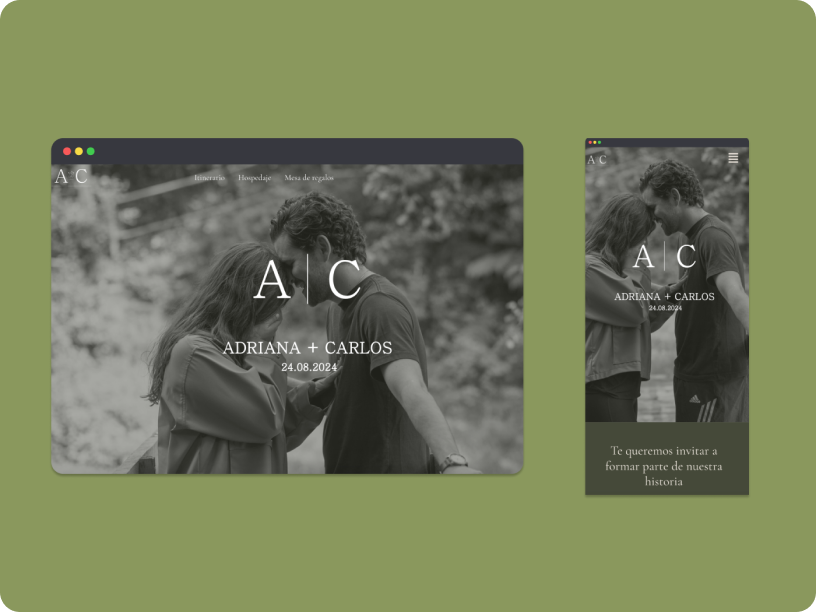 A C
Itinerario Hospedaje Mesa de regalos
A | C
ADRIANA + CARLOS
24.08.2024
A C
A | C
ADRIANA + CARLOS
24.08.2024
Te queremos invitar a
formar parte de nuestra
historia